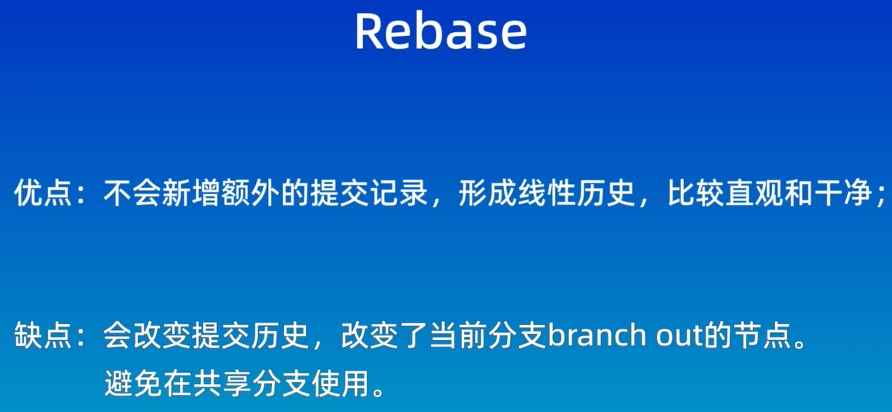 Rebase
优点：不会新增额外的提交记录，形成线性历史，比较直观和干净；
缺点：会改变提交历史，改变了当前分支branch out的节点。
避免在共享分支使用。